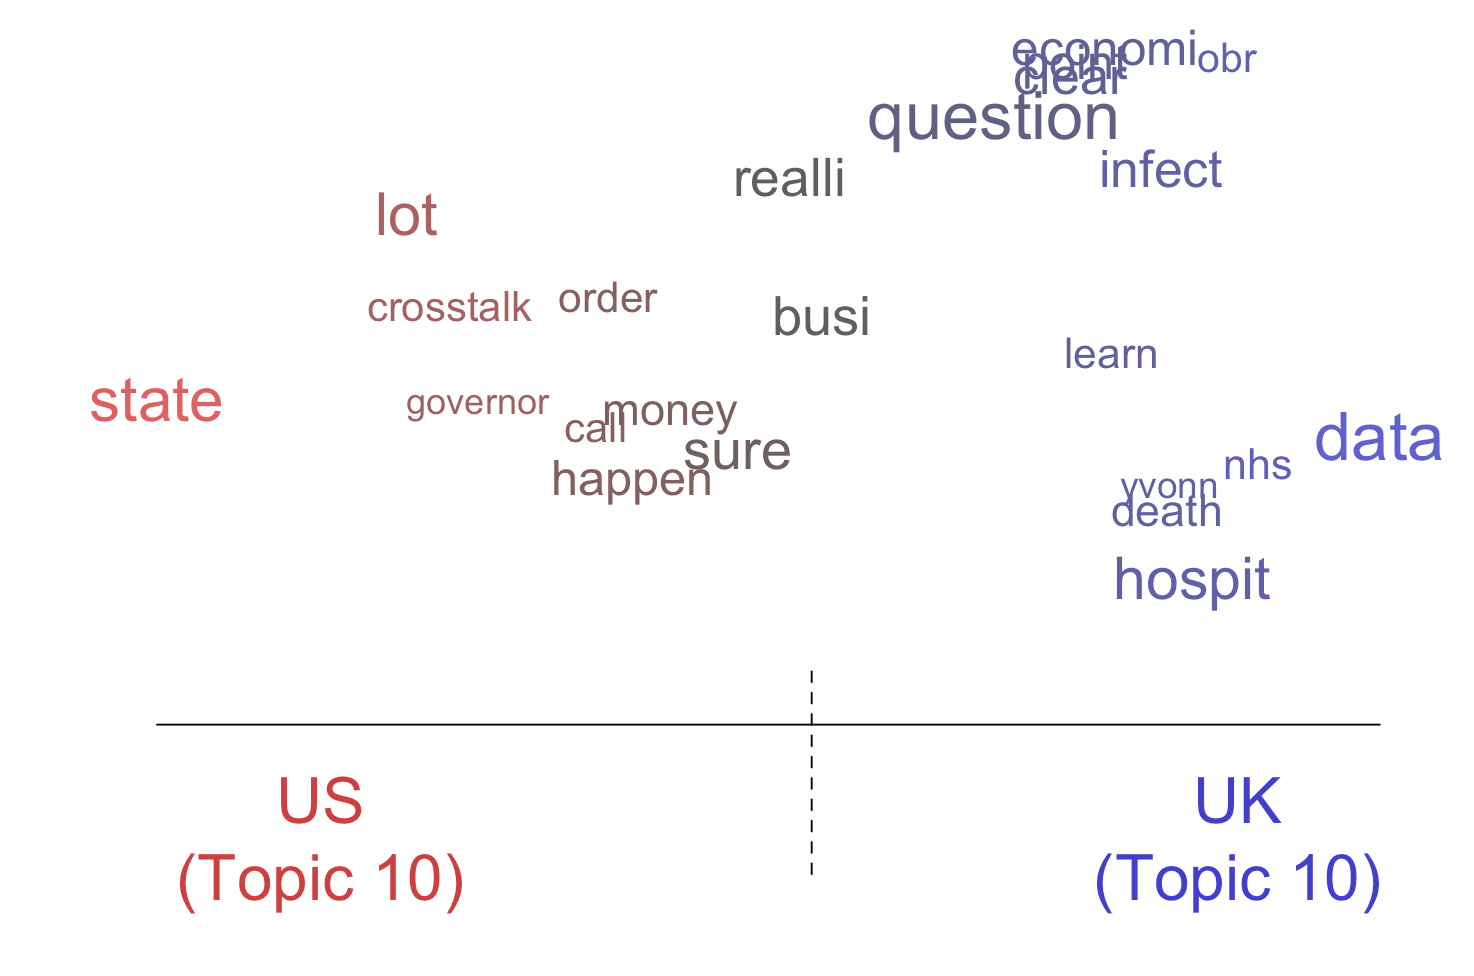 economi
obr
point
clear
question
infect
realli
lot
crosstalk
order
busi
learn
state
governor
money
call
sure
happen
data
nhs
yvonn
death
hospit
US
(Topic 10)
UK
(Topic 10)